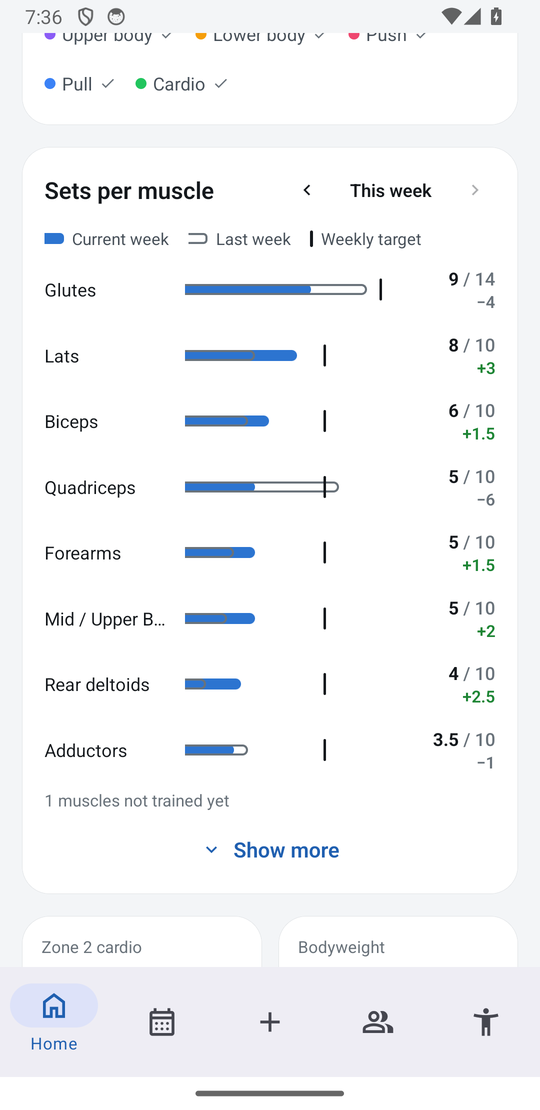 7:36
Upper body
Lower body
Push
Pull
Cardio
Sets per muscle
This week
Current week
Last week
Weekly target
Glutes
9 / 14
−4
Lats
8 / 10
+3
Biceps
6 / 10
+1.5
Quadriceps
5 / 10
−6
Forearms
5 / 10
+1.5
Mid / Upper B...
5 / 10
+2
Rear deltoids
4 / 10
+2.5
Adductors
3.5 / 10
−1
1 muscles not trained yet
Show more
Zone 2 cardio
Bodyweight
Home